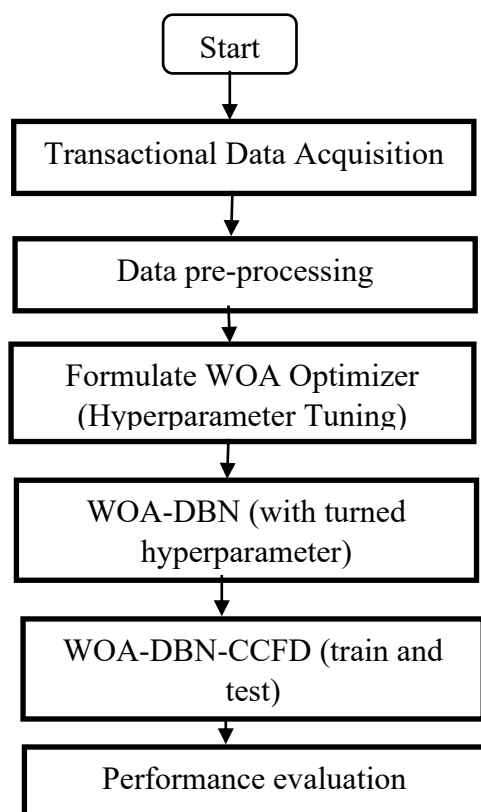 Start
Transactional Data Acquisition
Data pre-processing
Formulate WOA Optimizer
(Hyperparameter Tuning)
WOA-DBN (with turned
hyperparameter)
WOA-DBN-CCFD (train and
test)
Performance evaluation